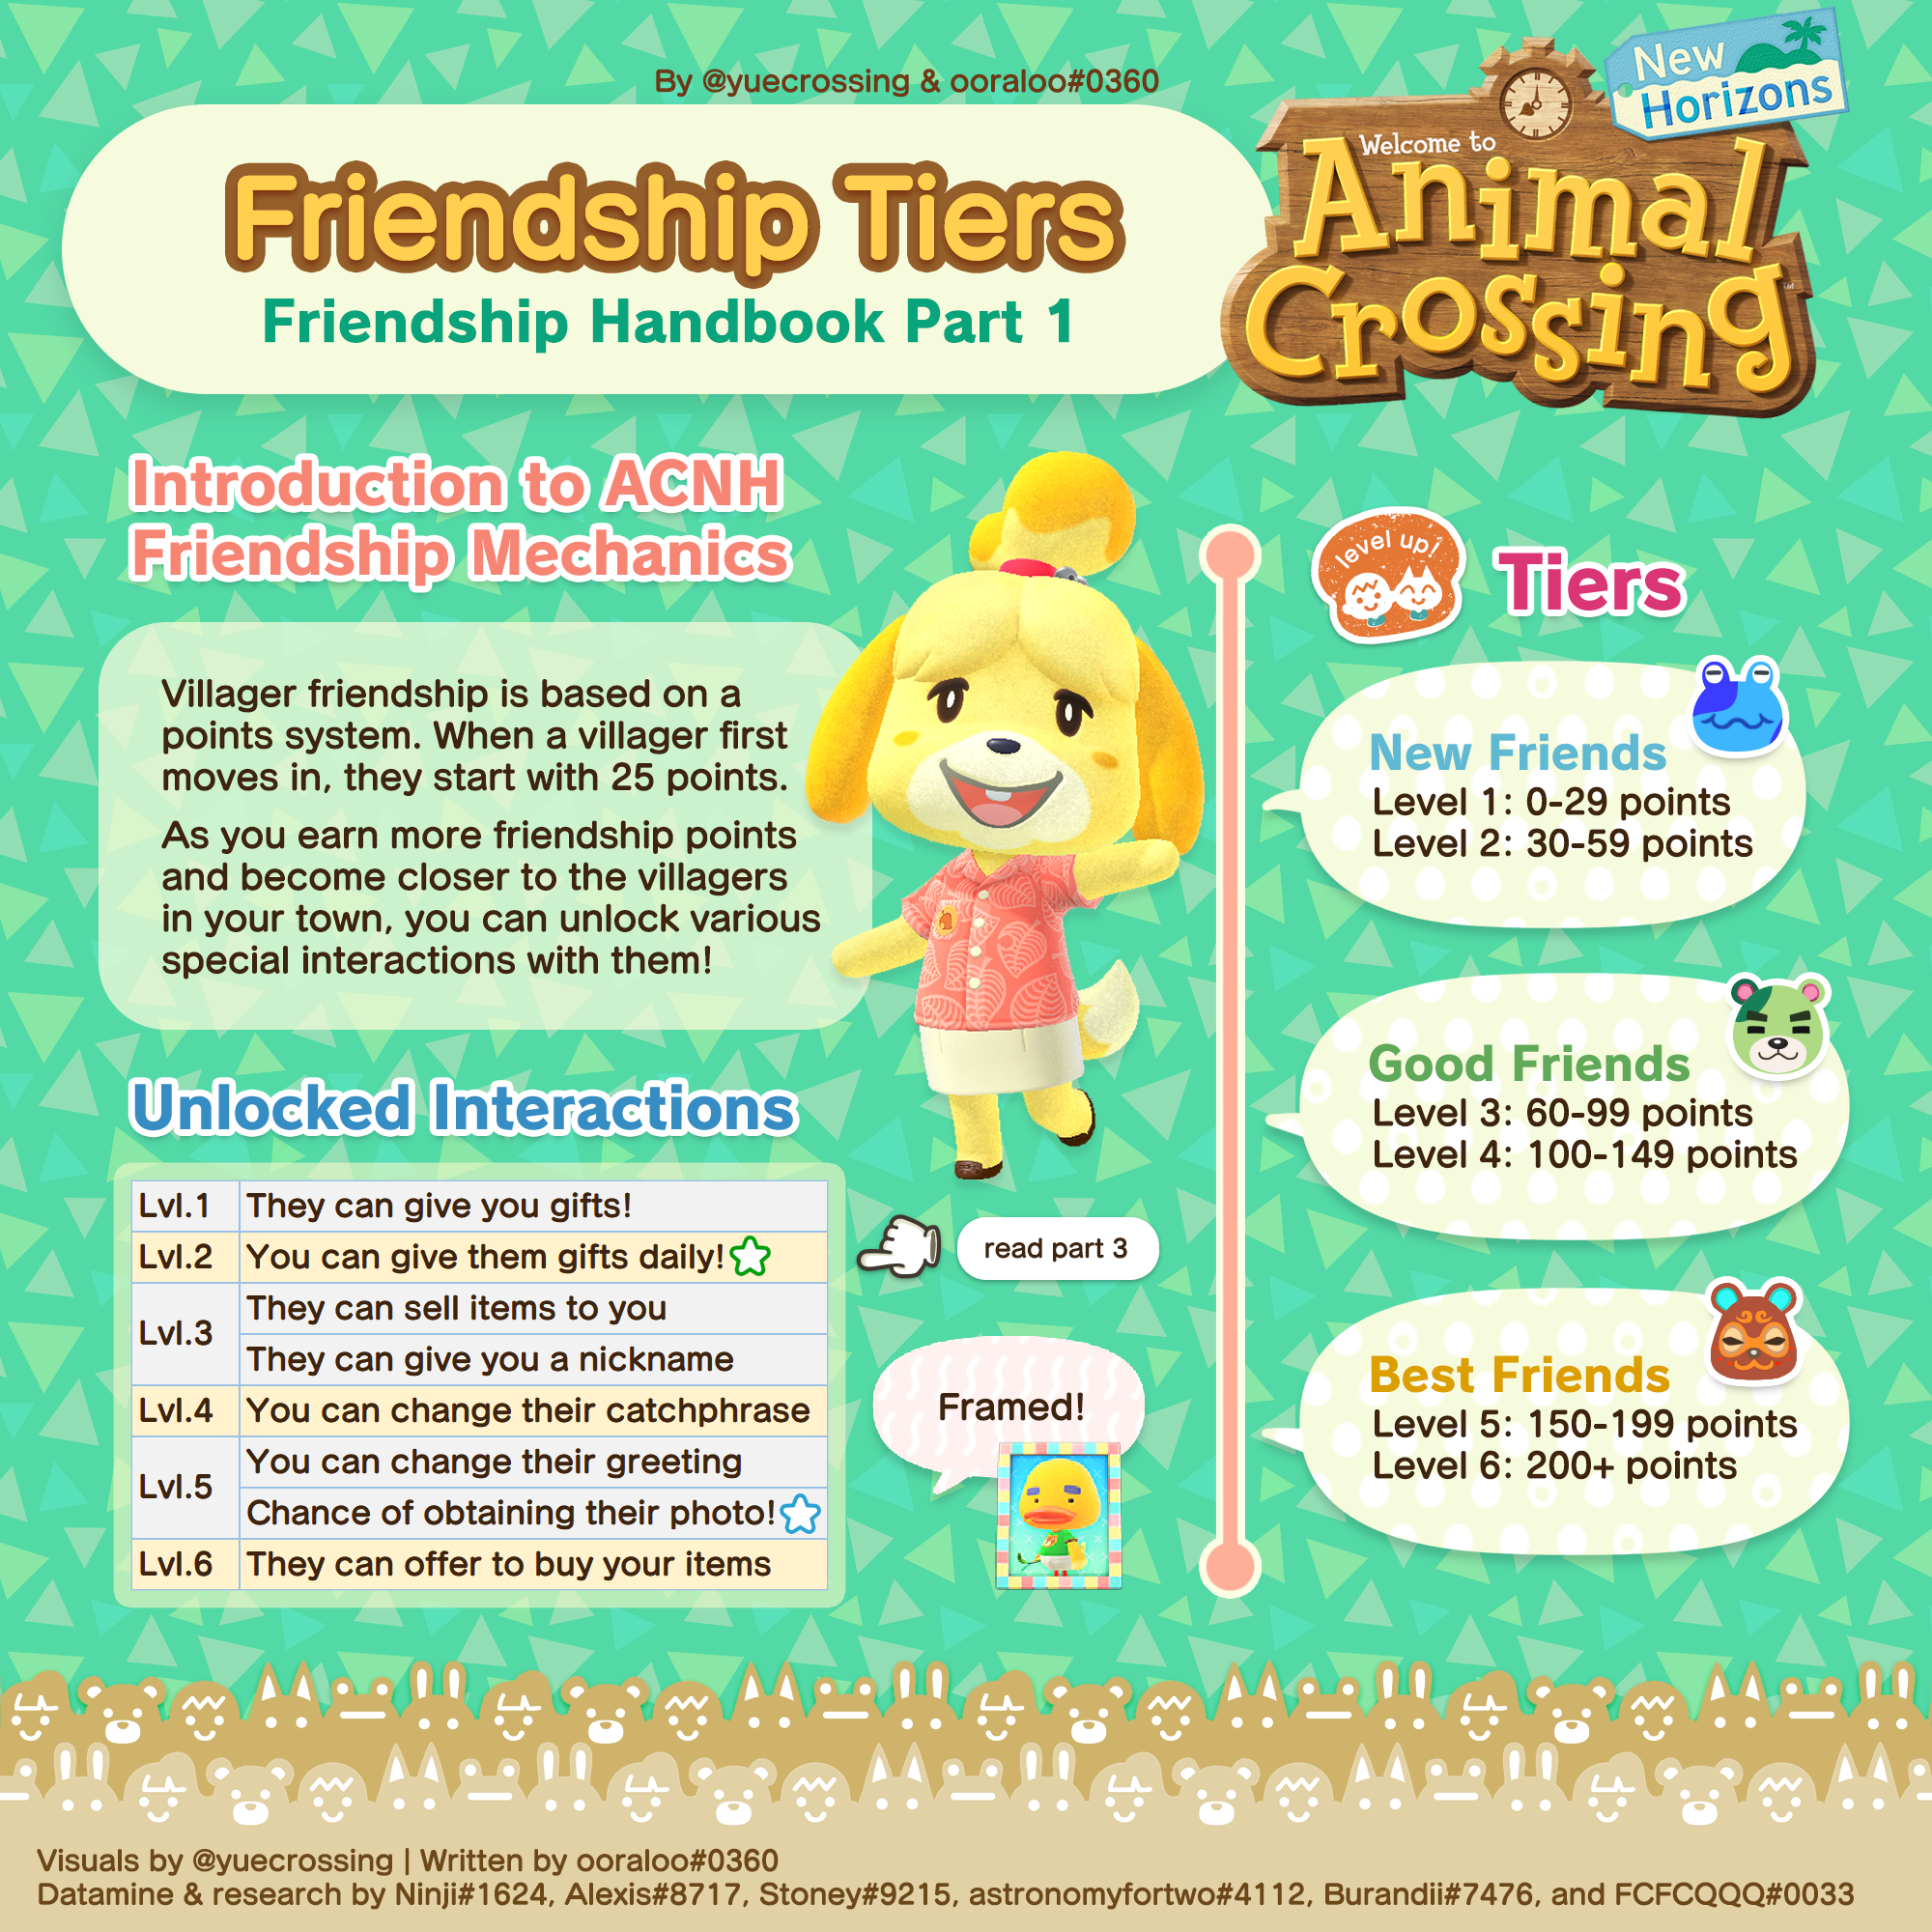 By @yuecrossing & ooraloo#0360
Friendship Tiers
Friendship Handbook Part 1
New
Horizons
Welcome to
Animal
Crossing
™
Introduction to ACNH
Friendship Mechanics
Villager friendship is based on a
points system. When a villager first
moves in, they start with 25 points.
As you earn more friendship points
and become closer to the villagers
in your town, you can unlock various
special interactions with them!
Unlocked Interactions
Lvl.1 They can give you gifts!
Lvl.2 You can give them gifts daily!
Lvl.3 They can sell items to you
They can give you a nickname
Lvl.4 You can change their catchphrase
Lvl.5 You can change their greeting
Chance of obtaining their photo!
Lvl.6 They can offer to buy your items
read part 3
Framed!
level up!
Tiers
New Friends
Level 1: 0-29 points
Level 2: 30-59 points
Good Friends
Level 3: 60-99 points
Level 4: 100-149 points
Best Friends
Level 5: 150-199 points
Level 6: 200+ points
Visuals by @yuecrossing | Written by ooraloo#0360
Datamine & research by Ninji#1624, Alexis#8717, Stoney#9215, astronomyfortwo#4112, Burandii#7476, and FCFCQQQ#0033